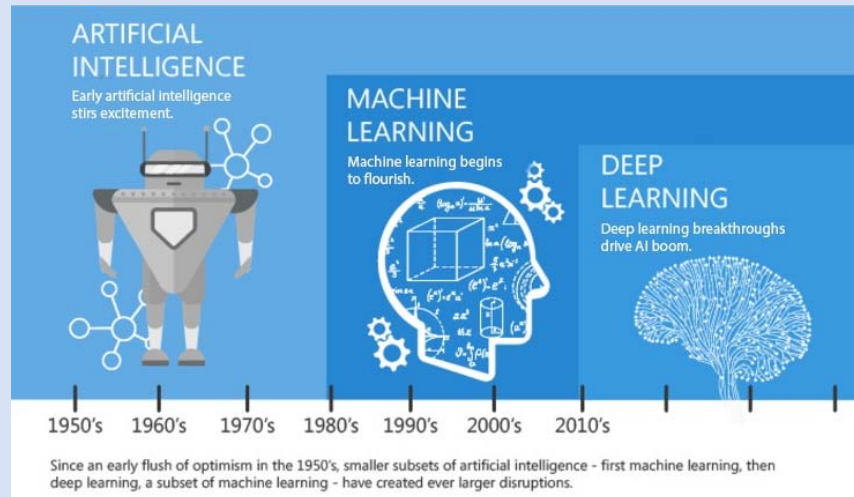 ARTIFICIAL
INTELLIGENCE
Early artificial intelligence
stirs excitement.
MACHINE
LEARNING
Machine learning begins
to flourish.
DEEP
LEARNING
Deep learning breakthroughs
drive AI boom.
1950's 1960's 1970's 1980's 1990's 2000's 2010's
Since an early flush of optimism in the 1950's, smaller subsets of artificial intelligence - first machine learning, then
deep learning, a subset of machine learning - have created ever larger disruptions.